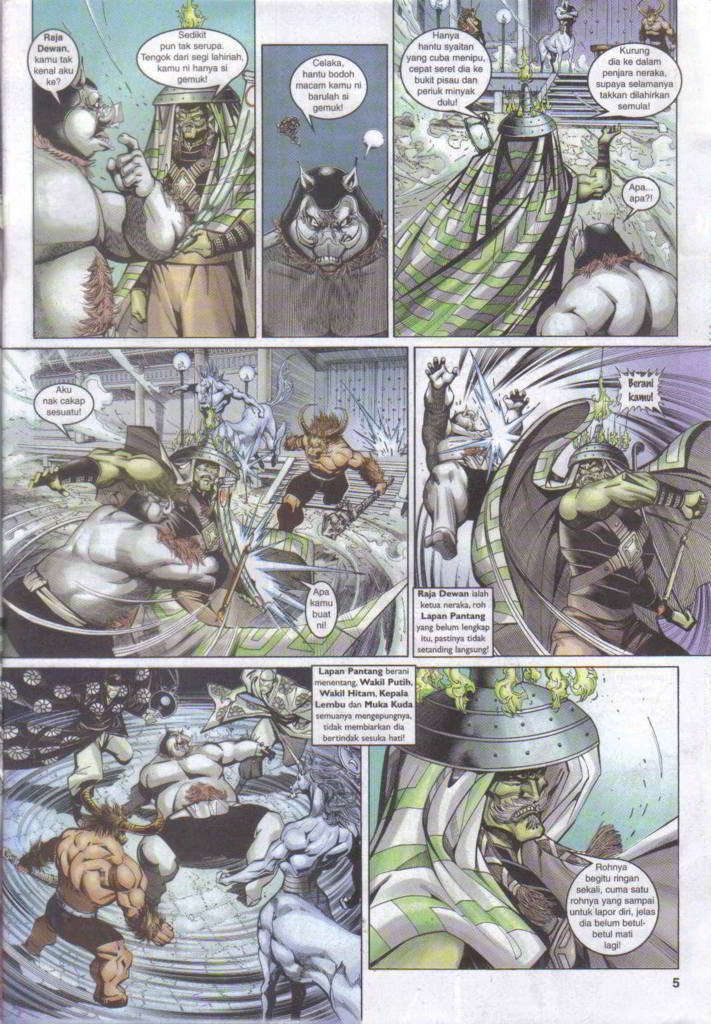 Raja
Dewan,
kamu tak
kenal aku
ke?
Sedikit
pun tak serupa.
Tengok dari segi lahiriah,
kamu ni hanya si
gemuk!
Celaka,
hantu bodoh
macam kamu ni
barulah si
gemuk!
Hanya
hantu syaitan
yang cuba menipu,
cepat seret dia ke
bukit pisau dan
periuk minyak
dulu!
Kurung
dia ke dalam
penjara neraka,
supaya selamanya
takkan dilahirkan
semula!
Apa...
apa?!
Aku
nak cakap
sesuatu!
Apa
kamu
buat
ni!
Berani
kamu!
Raja Dewan ialah
ketua neraka, roh
Lapan Pantang
yang belum lengkap
itu, pastinya tidak
setanding langsung!
Lapan Pantang berani
menentang, Wakil Putih,
Wakil Hitam, Kepala
Lembu dan Muka Kuda
semuanya mengepungnya,
tidak membiarkan dia
bertindak sesuka hati!
Rohnya
begitu ringan
sekali, cuma satu
rohnya yang sampai
untuk lapor diri, jelas
dia belum betul-
betul mati
lagi!
5